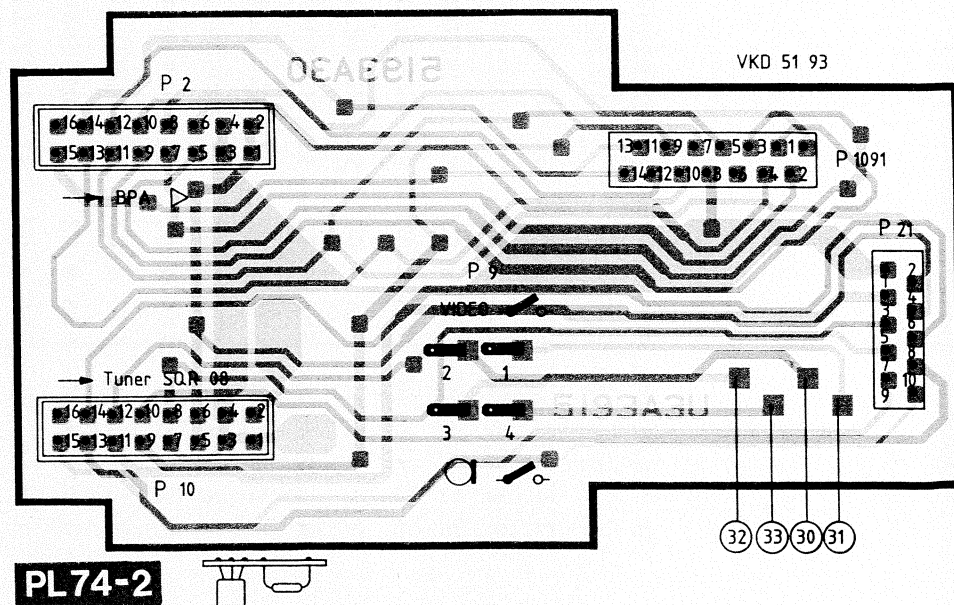 VKD 51 93
5193A30
P 2
16 14 12 10 8 6 4 2
15 13 11 9 7 5 3 1
13 11 9 7 5 3 1
14 12 10 8 6 4 2
P 1091
BPA
P 21
1 2
3 4
5 6
7 8
9 10
P 9
VIDEO
2 1
3 4
Tuner SQR 08
16 14 12 10 8 6 4 2
15 13 11 9 7 5 3 1
P 10
32 33 30 31
PL74-2